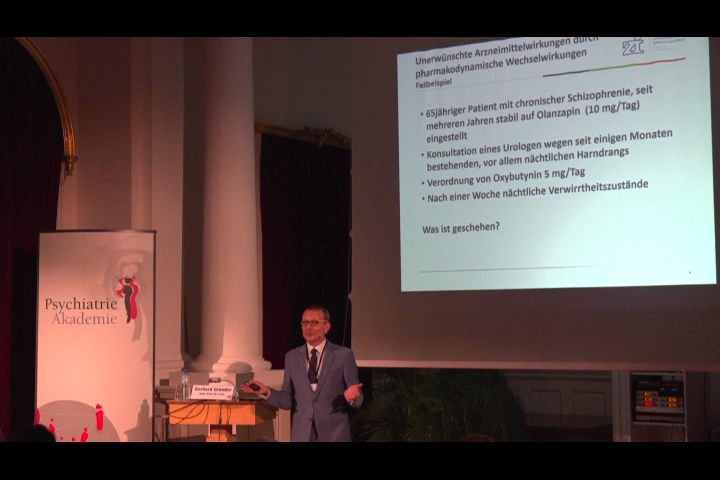 Unerwünschte Arzneimittelwirkungen durch
pharmakodynamische Wechselwirkungen
Fallbeispiel
• 65jähriger Patient mit chronischer Schizophrenie, seit
mehreren Jahren stabil auf Olanzapin (10 mg/Tag)
eingestellt
• Konsultation eines Urologen wegen seit einigen Monaten
bestehenden, vor allem nächtlichen Harndrangs
• Verordnung von Oxybutynin 5 mg/Tag
• Nach einer Woche nächtliche Verwirrtheitszustände
Was ist geschehen?
Psychiatrie
Akademie
Gerhard Gründer